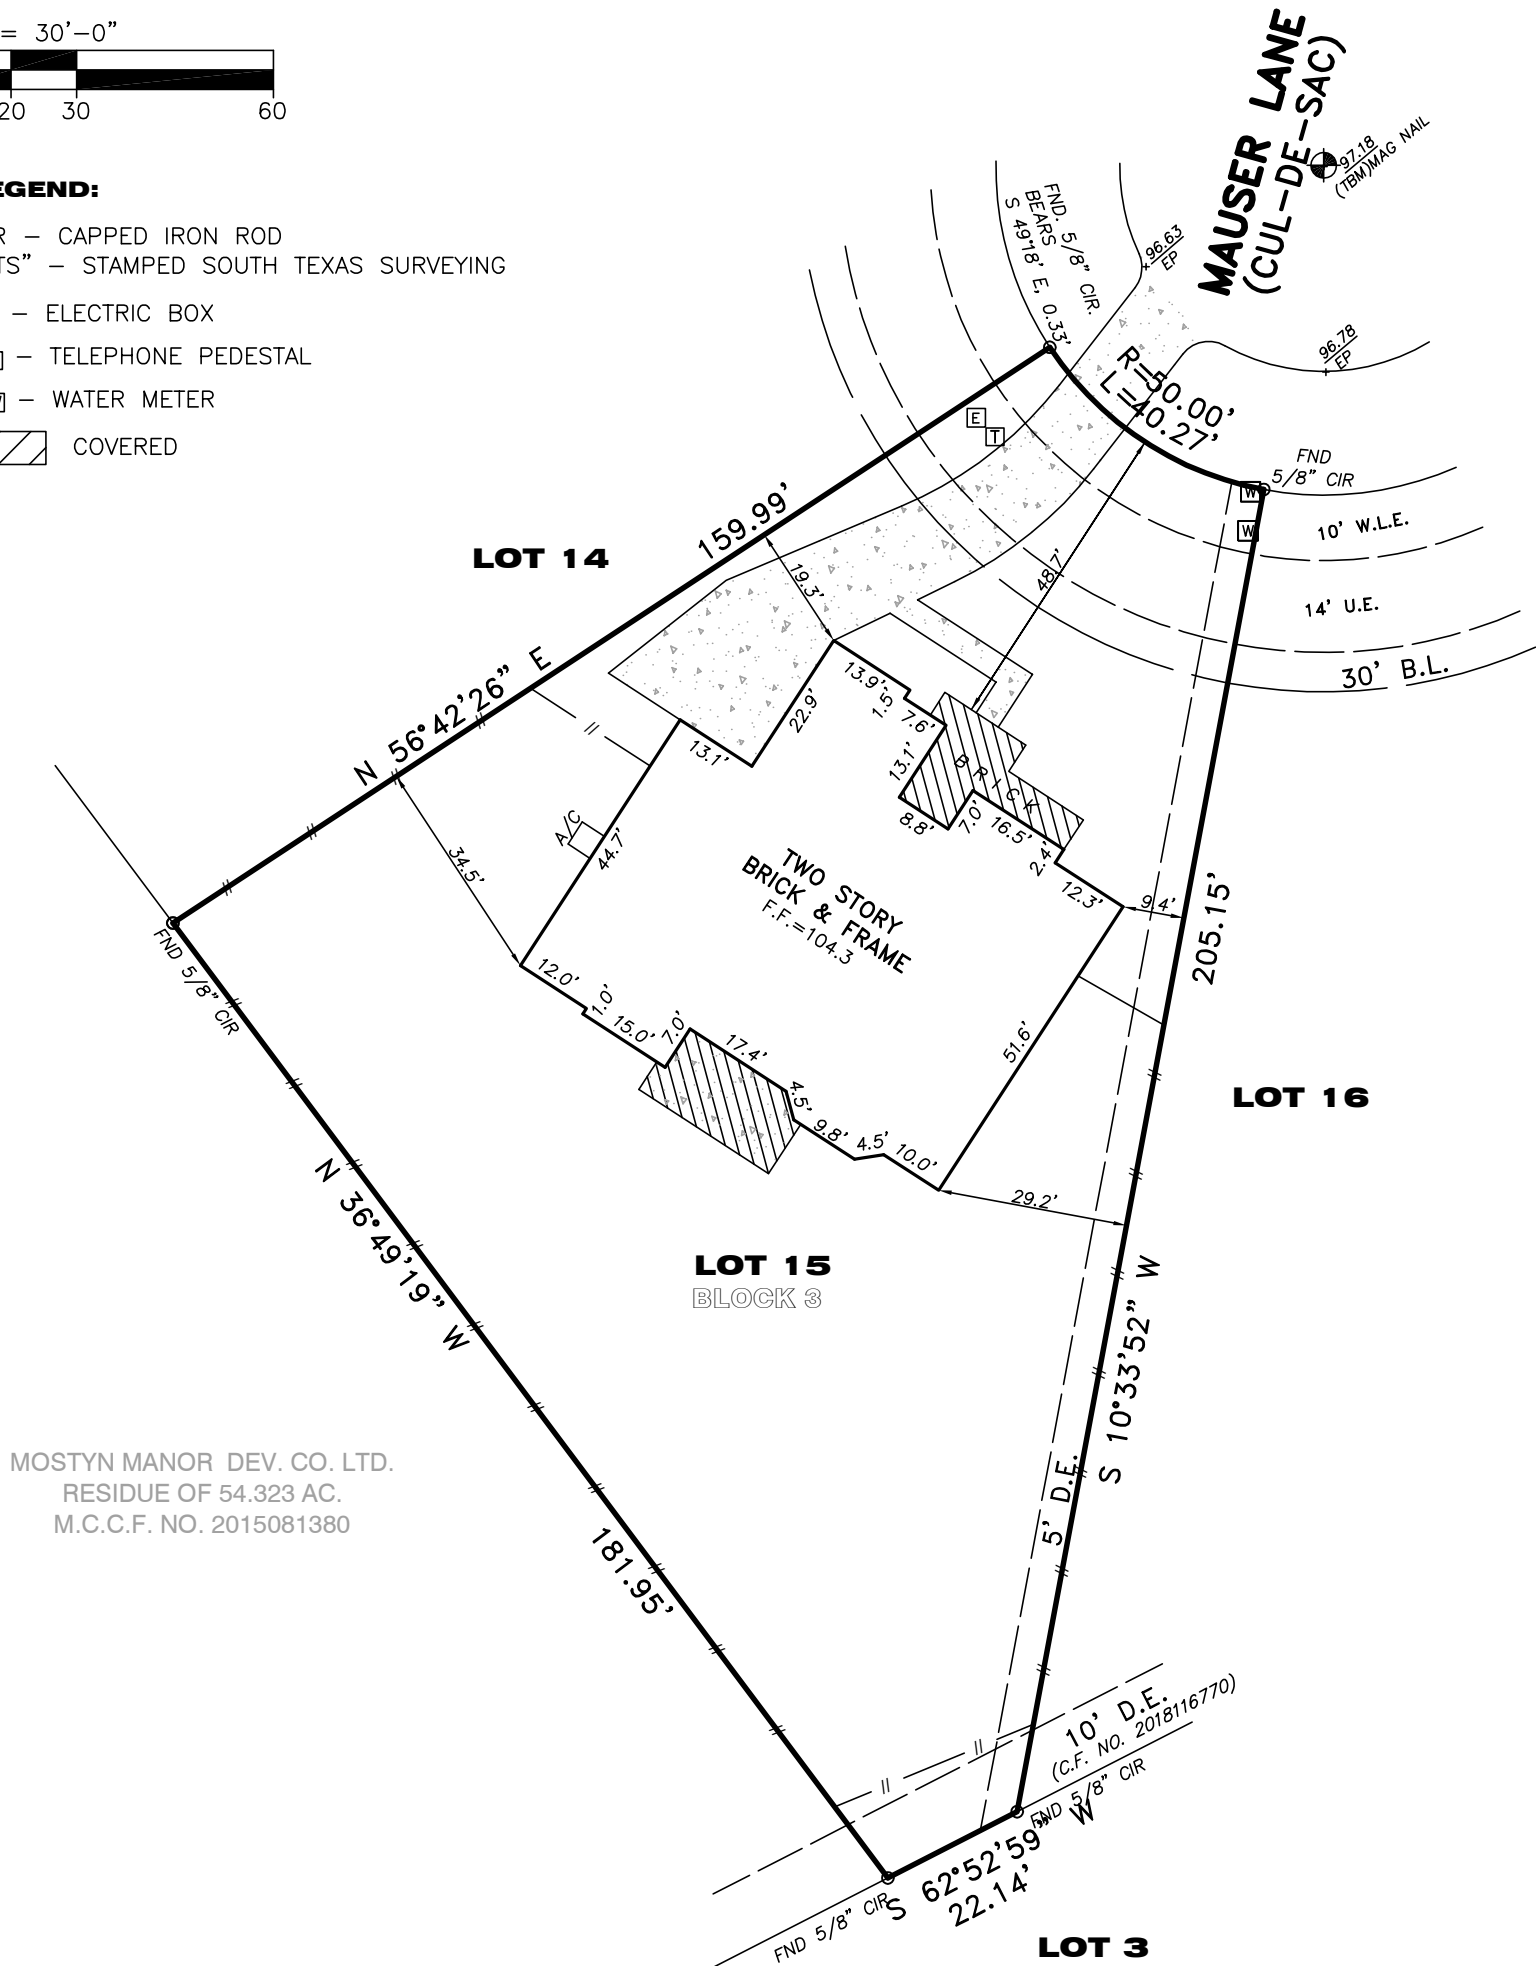 = 30'-0"
20 30 60
EGEND:
R - CAPPED IRON ROD
TS" - STAMPED SOUTH TEXAS SURVEYING
- ELECTRIC BOX
- TELEPHONE PEDESTAL
- WATER METER
COVERED
MAUSER LANE
(CUL-DE-SAC)
97.18
(TBM)MAG NAIL
FND. 5/8" CIR.
BEARS
S 49°18' E, 0.33'
96.63
EP
96.78
EP
R=50.00'
L=40.27'
E
T
FND
5/8" CIR
W
W
10' W.L.E.
14' U.E.
30' B.L.
LOT 14
159.99'
N 56°42'26" E
19.3'
48.7'
13.9'
1.5'
7.6'
22.9'
13.1'
13.1'
BRICK
8.8'
7.0'
16.5'
2.4'
12.3'
9.4'
A/C
44.7'
34.5'
TWO STORY
BRICK & FRAME
F.F.=104.3
205.15'
FND 5/8" CIR
12.0'
1.0'
15.0'
7.0'
17.4'
4.5'
9.8'
4.5'
10.0'
51.6'
29.2'
LOT 16
N 36°49'19" W
LOT 15
BLOCK 3
S 10°33'52" W
MOSTYN MANOR DEV. CO. LTD.
RESIDUE OF 54.323 AC.
M.C.C.F. NO. 2015081380
5' D.E.
181.95'
10' D.E.
(C.F. NO. 2018116770)
FND 5/8" CIR
S 62°52'59" W
22.14'
FND 5/8" CIR
LOT 3